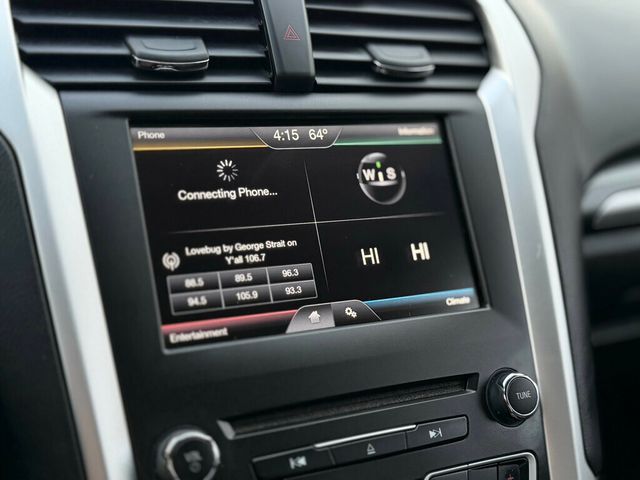 Phone
4:15 64°
Information
Connecting Phone...
W S
Lovebug by George Strait on
Y'all 106.7
88.5 89.5 96.3
94.5 105.9 93.3
HI HI
Entertainment
Climate
TUNE